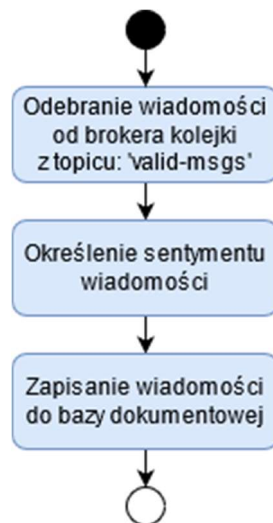 Odebranie wiadomości
od brokera kolejki
z topicu: 'valid-msgs'
Określenie sentymentu
wiadomości
Zapisanie wiadomości
do bazy dokumentowej